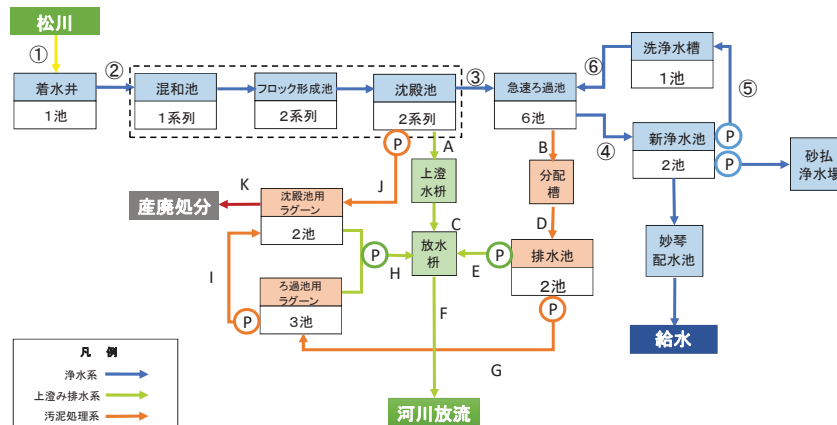 松川
①
②
着水井
1池
混和池
1系列
フロック形成池
2系列
沈殿池
2系列
③
急速ろ過池
6池
⑥
洗浄水槽
1池
⑤
④
新浄水池
2池
P
P
砂払
浄水場
妙琴
配水池
給水
A
P
J
上澄
水枡
B
分配
槽
K
産廃処分
沈殿池用
ラグーン
2池
C
D
P
H
放水
枡
E
P
排水池
2池
I
ろ過池用
ラグーン
3池
P
F
P
G
凡 例
浄水系
上澄み排水系
汚泥処理系
河川放流